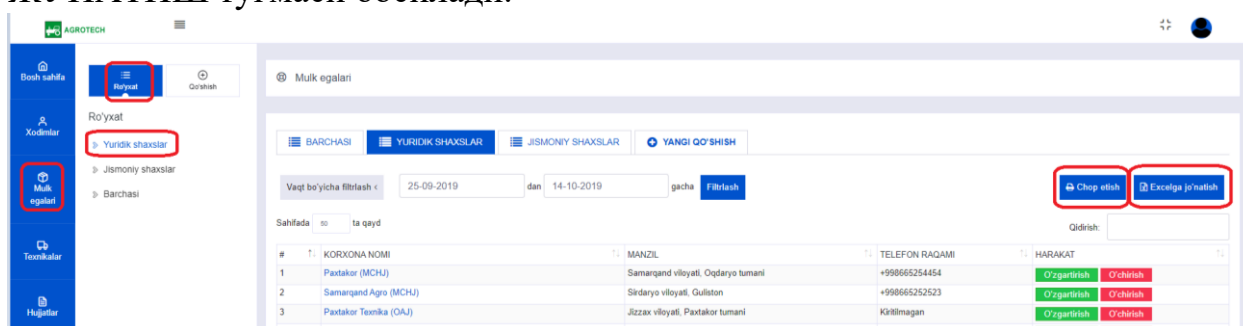 ЖЎНАТИШ тугмаси босилади.
AGROTECH
Bosh sahifa
Xodimlar
Mulk
egalari
Texnikalar
Hujjatlar
Ro'yxat
Qo'shish
Ro'yxat
Yuridik shaxslar
Jismoniy shaxslar
Barchasi
Mulk egalari
BARCHASI YURIDIK SHAXSLAR JISMONIY SHAXSLAR YANGI QO'SHISH
Vaqt bo'yicha filtrlash < 25-09-2019 dan 14-10-2019 gacha Filtrlash
Chop etish Excelga jo'natish
Sahifada 50 ta qayd
Qidirish:
# KORXONA NOMI MANZIL TELEFON RAQAMI HARAKAT
1 Paxtakor (MCHJ) Samarqand viloyati, Oqdaryo tumani +998665254454 O'zgartirish O'chirish
2 Samarqand Agro (MCHJ) Sirdaryo viloyati, Guliston +998665252523 O'zgartirish O'chirish
3 Paxtakor Texnika (OAJ) Jizzax viloyati, Paxtakor tumani Kiritilmagan O'zgartirish O'chirish